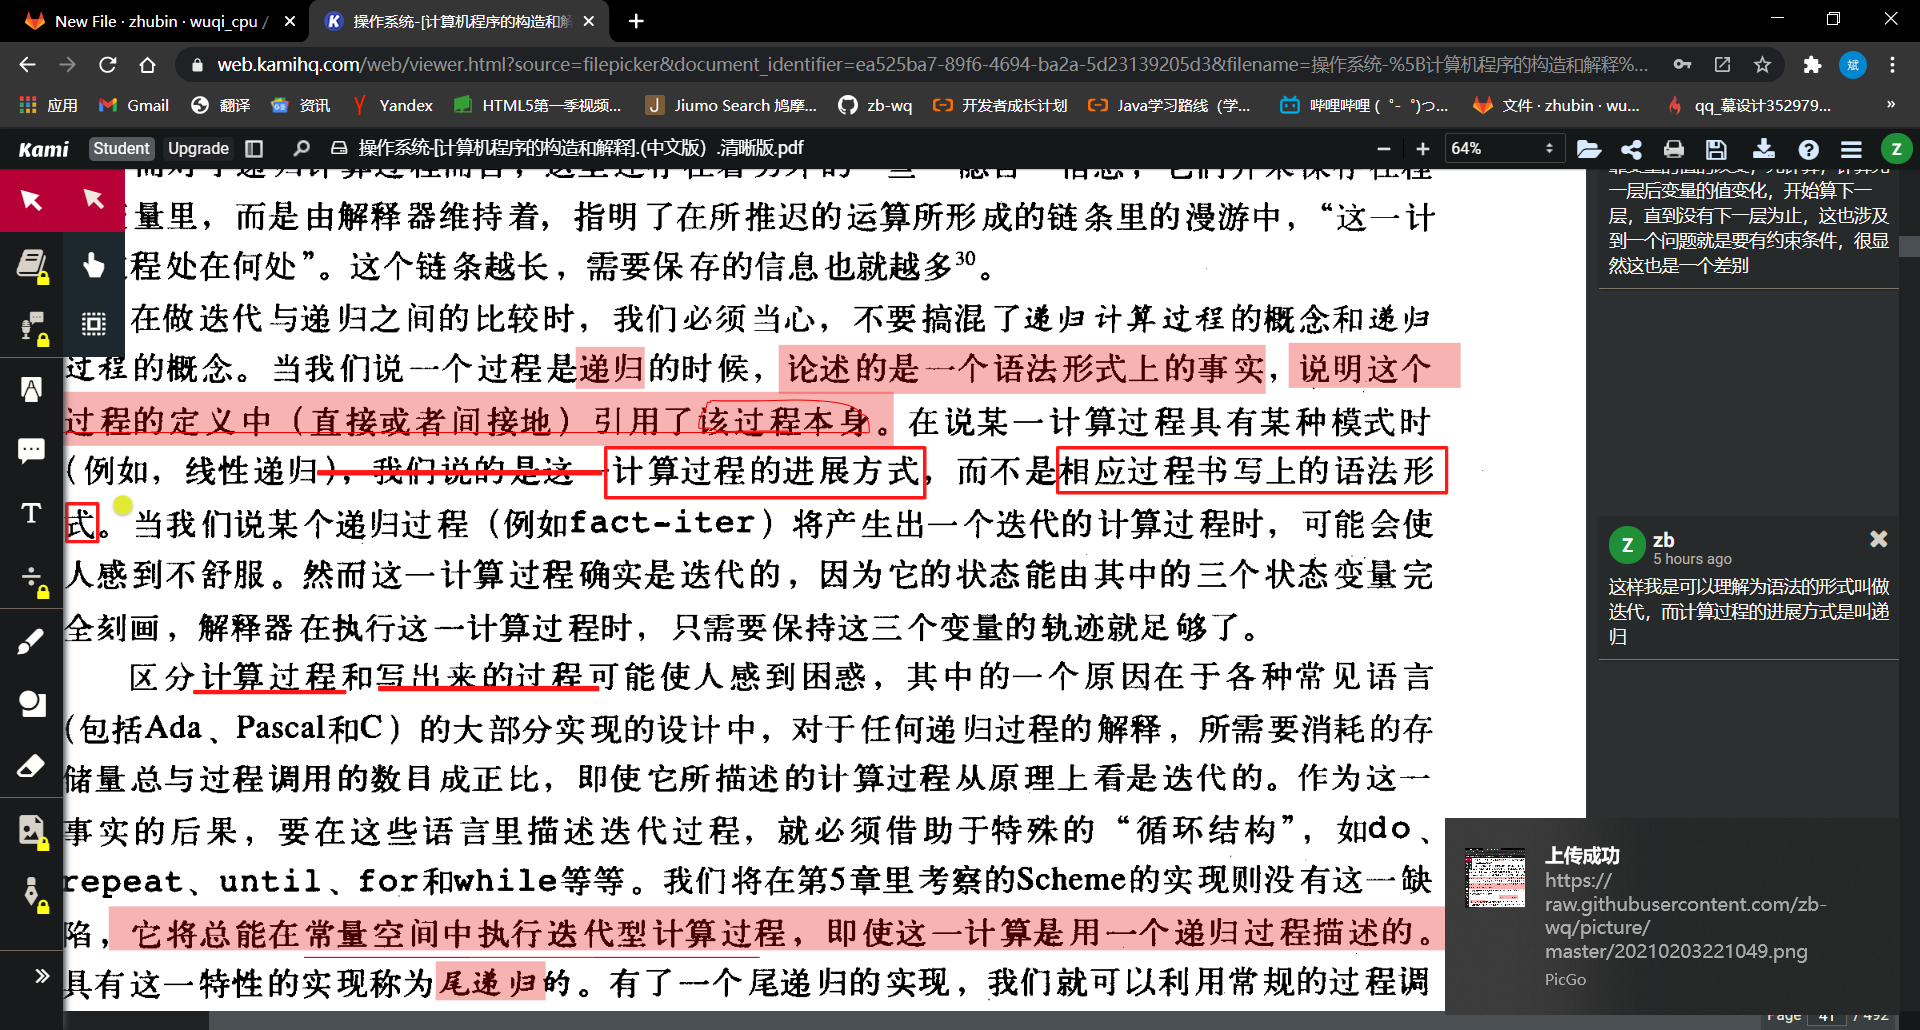 New File · zhubin · wuqi_cpu /
操作系统-[计算机程序的构造和解
web.kamihq.com/web/viewer.html?source=filepicker&document_identifier=ea525ba7-89f6-4694-ba2a-5d23139205d3&filename=操作系统-%5B计算机程序的构造和解释%...
斌
应用
Gmail
翻译
资讯
Yandex
HTML5第一季视频...
Jiumo Search 鸠摩...
zb-wq
开发者成长计划
Java学习路线（学...
哔哩哔哩 (゜-゜)つ...
文件 · zhubin · wu...
qq_慕设计352979...
»
Kami
Student
Upgrade
操作系统-[计算机程序的构造和解释].(中文版）.清晰版.pdf
64%
Z
量里，而是由解释器维持着，指明了在所推迟的运算所形成的链条里的漫游中，“这一计
程处在何处”。这个链条越长，需要保存的信息也就越多30。
在做迭代与递归之间的比较时，我们必须当心，不要搞混了递归计算过程的概念和递归
过程的概念。当我们说一个过程是递归的时候，论述的是一个语法形式上的事实，说明这个
过程的定义中（直接或者间接地）引用了该过程本身。在说某一计算过程具有某种模式时
（例如，线性递归），我们说的是这一计算过程的进展方式，而不是相应过程书写上的语法形
式。当我们说某个递归过程（例如fact-iter）将产生出一个迭代的计算过程时，可能会使
人感到不舒服。然而这一计算过程确实是迭代的，因为它的状态能由其中的三个状态变量完
全刻画，解释器在执行这一计算过程时，只需要保持这三个变量的轨迹就足够了。
区分计算过程和写出来的过程可能使人感到困惑，其中的一个原因在于各种常见语言
（包括Ada、Pascal和C）的大部分实现的设计中，对于任何递归过程的解释，所需要消耗的存
储量总与过程调用的数目成正比，即使它所描述的计算过程从原理上看是迭代的。作为这一
事实的后果，要在这些语言里描述迭代过程，就必须借助于特殊的“循环结构”，如do、
repeat、until、for和while等等。我们将在第5章里考察的Scheme的实现则没有这一缺
陷，它将总能在常量空间中执行迭代型计算过程，即使这一计算是用一个递归过程描述的。
具有这一特性的实现称为尾递归的。有了一个尾递归的实现，我们就可以利用常规的过程调
一层后变量的值变化，开始算下一
层，直到没有下一层为止，这也涉及
到一个问题就是要有约束条件，很显
然这也是一个差别
Z
zb
5 hours ago
这样我是可以理解为语法的形式叫做
迭代，而计算过程的进展方式是叫递
归
上传成功
https://
raw.githubusercontent.com/zb-
wq/picture/
master/20210203221049.png
PicGo
Page 41 / 492